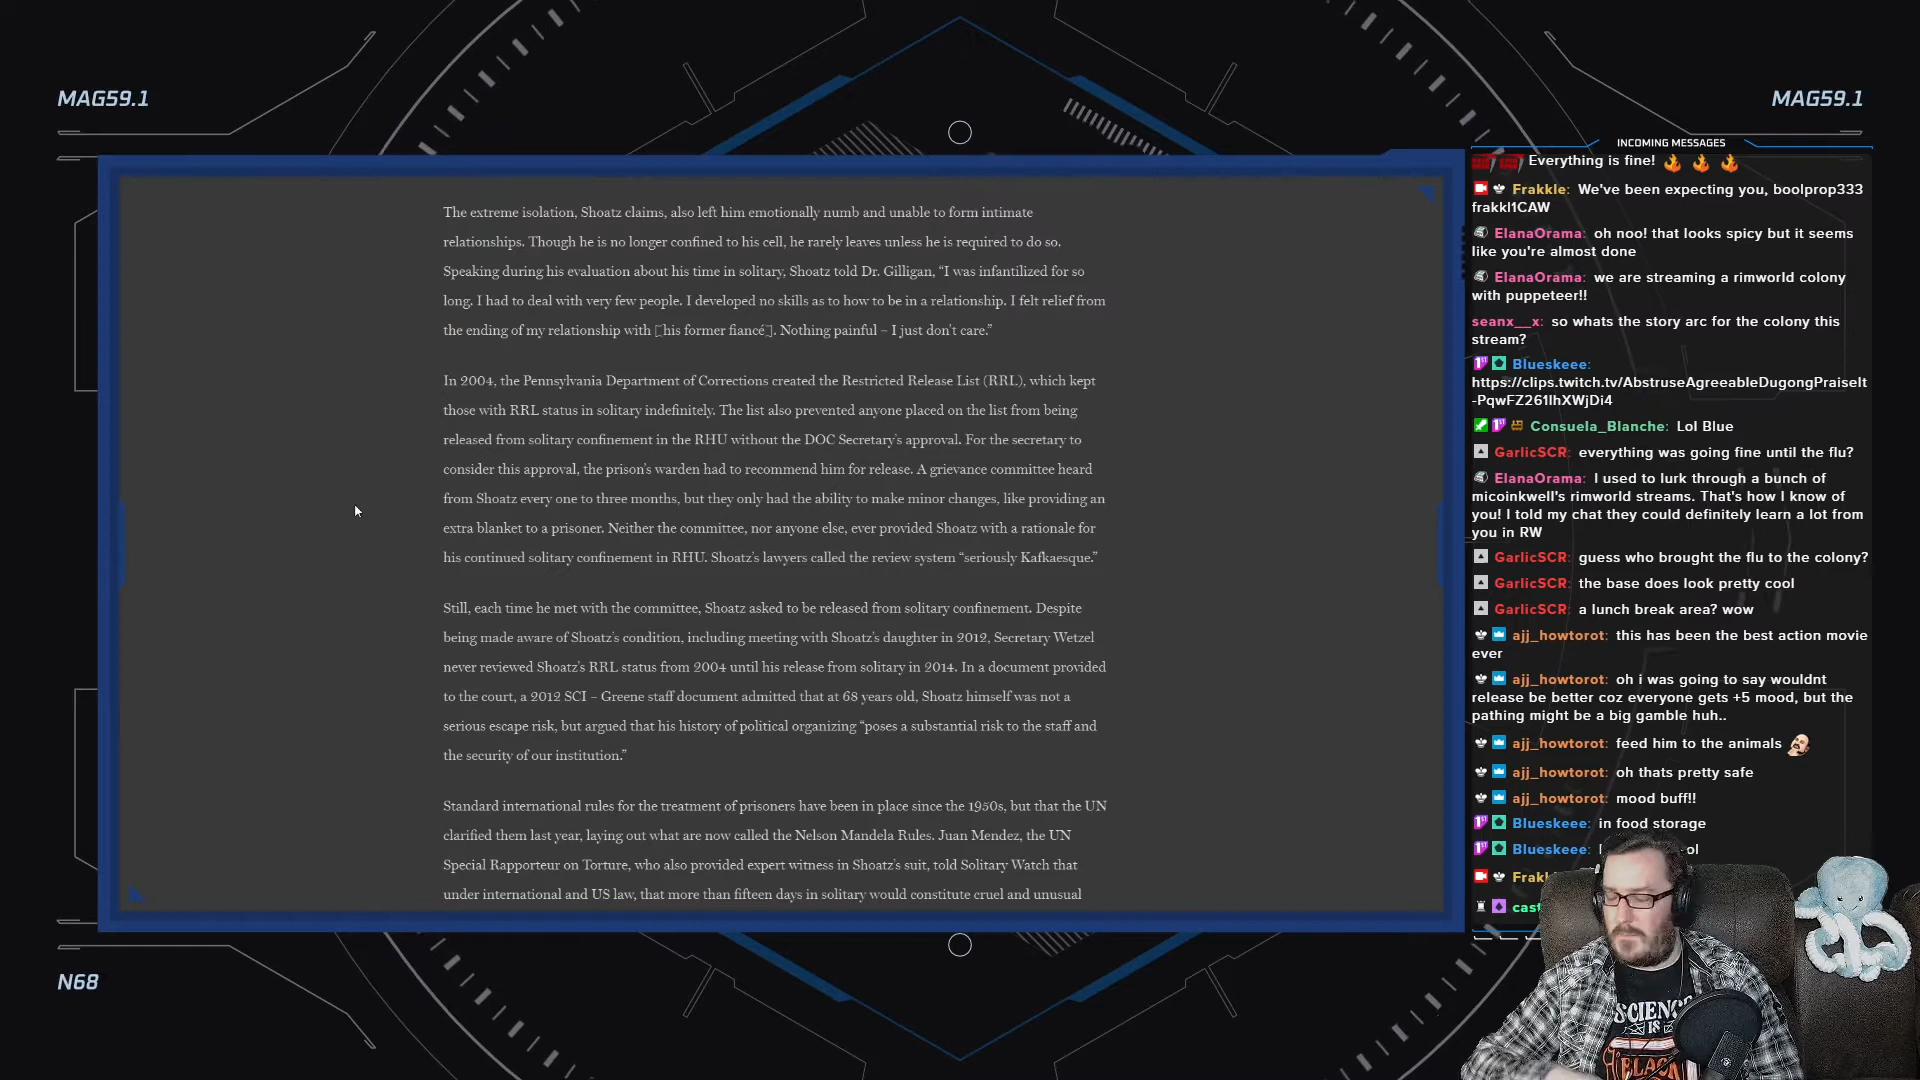 MAG59.1
MAG59.1
The extreme isolation, Shoatz claims, also left him emotionally numb and unable to form intimate
relationships. Though he is no longer confined to his cell, he rarely leaves unless he is required to do so.
Speaking during his evaluation about his time in solitary, Shoatz told Dr. Gilligan, “I was infantilized for so
long. I had to deal with very few people. I developed no skills as to how to be in a relationship. I felt relief from
the ending of my relationship with [his former fiancé]. Nothing painful – I just don’t care.”
In 2004, the Pennsylvania Department of Corrections created the Restricted Release List (RRL), which kept
those with RRL status in solitary indefinitely. The list also prevented anyone placed on the list from being
released from solitary confinement in the RHU without the DOC Secretary’s approval. For the secretary to
consider this approval, the prison’s warden had to recommend him for release. A grievance committee heard
from Shoatz every one to three months, but they only had the ability to make minor changes, like providing an
extra blanket to a prisoner. Neither the committee, nor anyone else, ever provided Shoatz with a rationale for
his continued solitary confinement in RHU. Shoatz’s lawyers called the review system “seriously Kafkaesque.”
Still, each time he met with the committee, Shoatz asked to be released from solitary confinement. Despite
being made aware of Shoatz’s condition, including meeting with Shoatz’s daughter in 2012, Secretary Wetzel
never reviewed Shoatz’s RRL status from 2004 until his release from solitary in 2014. In a document provided
to the court, a 2012 SCI – Greene staff document admitted that at 68 years old, Shoatz himself was not a
serious escape risk, but argued that his history of political organizing “poses a substantial risk to the staff and
the security of our institution.”
Standard international rules for the treatment of prisoners have been in place since the 1950s, but that the UN
clarified them last year, laying out what are now called the Nelson Mandela Rules. Juan Mendez, the UN
Special Rapporteur on Torture, who also provided expert witness in Shoatz’s suit, told Solitary Watch that
under international and US law, that more than fifteen days in solitary would constitute cruel and unusual
INCOMING MESSAGES
Everything is fine!
Frakkle: We've been expecting you, boolprop333
frakkl1CAW
ElanaOrama: oh noo! that looks spicy but it seems
like you're almost done
ElanaOrama: we are streaming a rimworld colony
with puppeteer!!
seanx__x: so whats the story arc for the colony this
stream?
Blueskeee:
https://clips.twitch.tv/AbstruseAgreeableDugongPraiseIt
-PqwFZ261lhXWjDi4
Consuela_Blanche: Lol Blue
GarlicSCR: everything was going fine until the flu?
ElanaOrama: I used to lurk through a bunch of
micoinkwell's rimworld streams. That's how I know of
you! I told my chat they could definitely learn a lot from
you in RW
GarlicSCR: guess who brought the flu to the colony?
GarlicSCR: the base does look pretty cool
GarlicSCR: a lunch break area? wow
ajj_howtorot: this has been the best action movie
ever
ajj_howtorot: oh i was going to say wouldnt
release be better coz everyone gets +5 mood, but the
pathing might be a big gamble huh..
ajj_howtorot: feed him to the animals
ajj_howtorot: oh thats pretty safe
ajj_howtorot: mood buff!!
Blueskeee: in food storage
Blueskeee:
N68
SCIENCE
IS